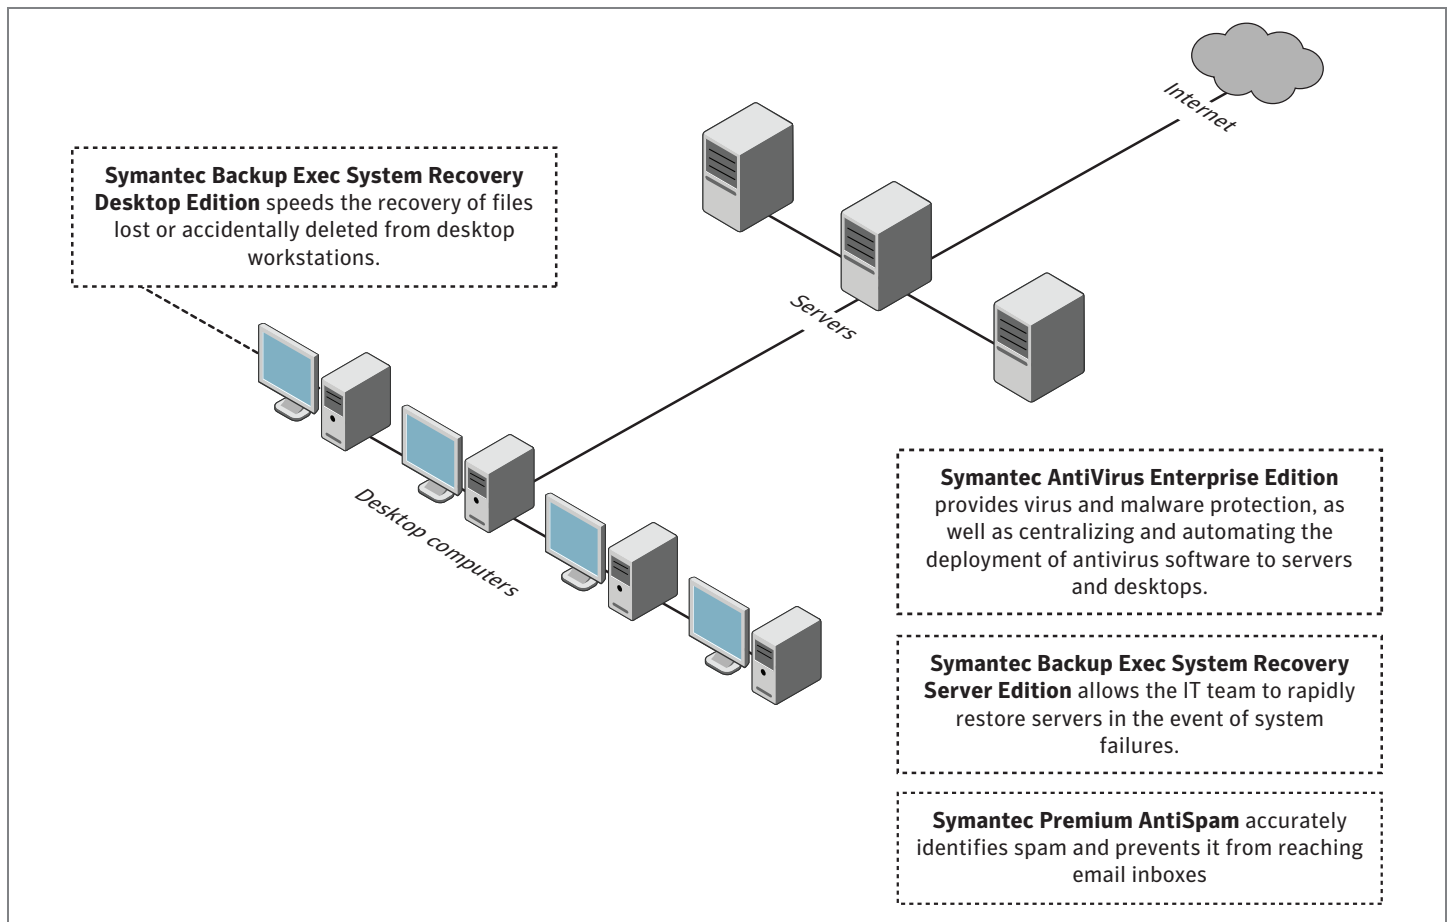 Internet
Symantec Backup Exec System Recovery
Desktop Edition speeds the recovery of files
lost or accidentally deleted from desktop
workstations.
Servers
Desktop computers
Symantec AntiVirus Enterprise Edition
provides virus and malware protection, as
well as centralizing and automating the
deployment of antivirus software to servers
and desktops.
Symantec Backup Exec System Recovery
Server Edition allows the IT team to rapidly
restore servers in the event of system
failures.
Symantec Premium AntiSpam accurately
identifies spam and prevents it from reaching
email inboxes